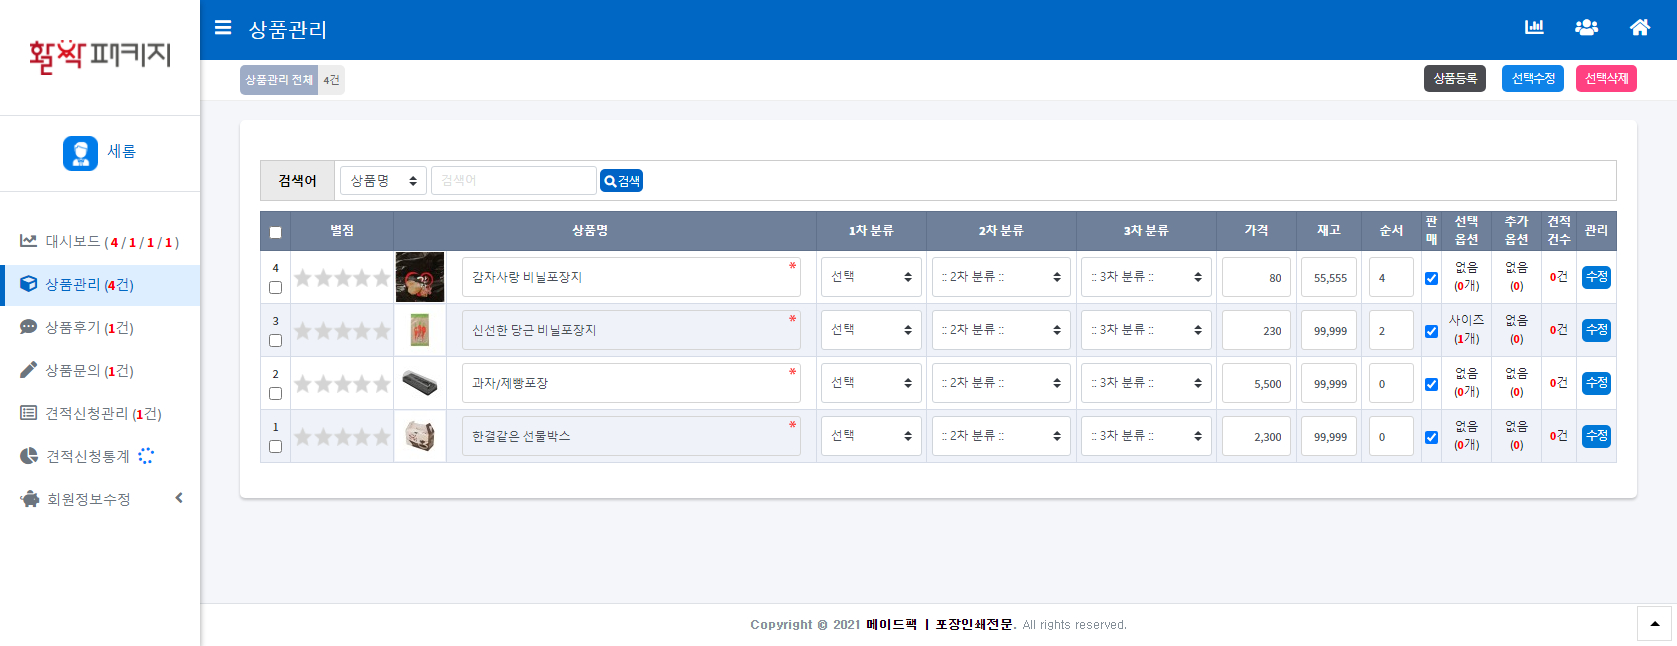 활짝 패키지
상품관리
상품관리 전체 4건
상품등록 선택수정 선택삭제
세롬
대시보드 ( 4 / 1 / 1 / 1 )
상품관리 (4건)
상품후기 (1건)
상품문의 (1건)
견적신청관리 (1건)
견적신청통계
회원정보수정
검색어 상품명 검색어 검색
별점 상품명 1차 분류 2차 분류 3차 분류 가격 재고 순서 판매 선택옵션 추가옵션 견적건수 관리
4 감자사랑 비닐포장지 * 선택 :: 2차 분류 :: :: 3차 분류 :: 80 55,555 4 없음 (0개) 없음 (0) 0건 수정
3 신선한 당근 비닐포장지 * 선택 :: 2차 분류 :: :: 3차 분류 :: 230 99,999 2 사이즈 (1개) 없음 (0) 0건 수정
2 과자/제빵포장 * 선택 :: 2차 분류 :: :: 3차 분류 :: 5,500 99,999 0 없음 (0개) 없음 (0) 0건 수정
1 한결같은 선물박스 * 선택 :: 2차 분류 :: :: 3차 분류 :: 2,300 99,999 0 없음 (0개) 없음 (0) 0건 수정
Copyright © 2021 메이드팩 | 포장인쇄전문. All rights reserved.